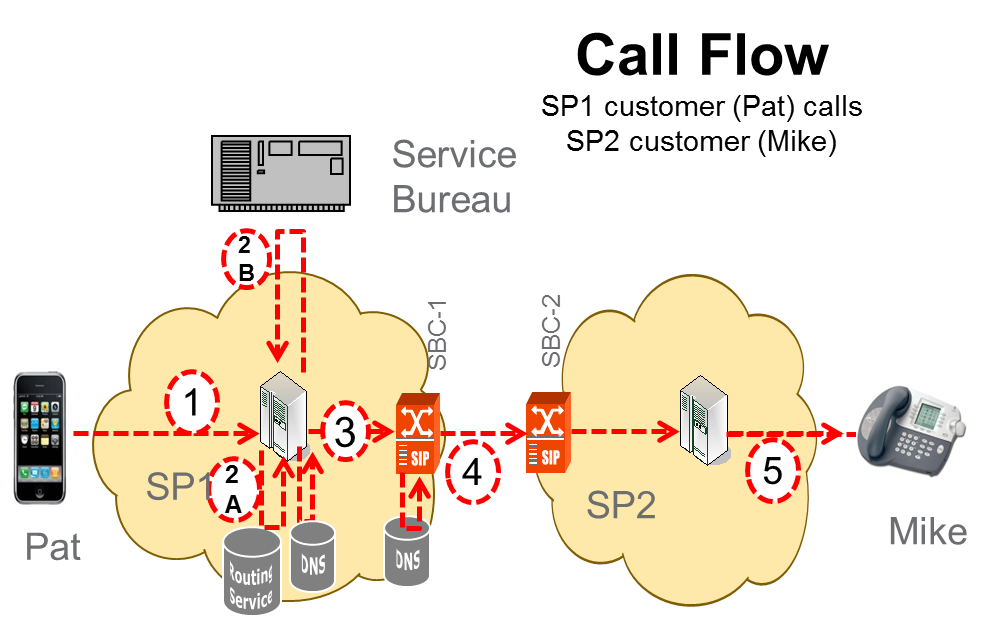 Call Flow
SP1 customer (Pat) calls
SP2 customer (Mike)
Service
Bureau
2
B
SBC-1
SBC-2
1
3
SIP
SIP
4
5
SP1
2
A
SP2
Pat
Mike
Routing
Service
DNS
DNS